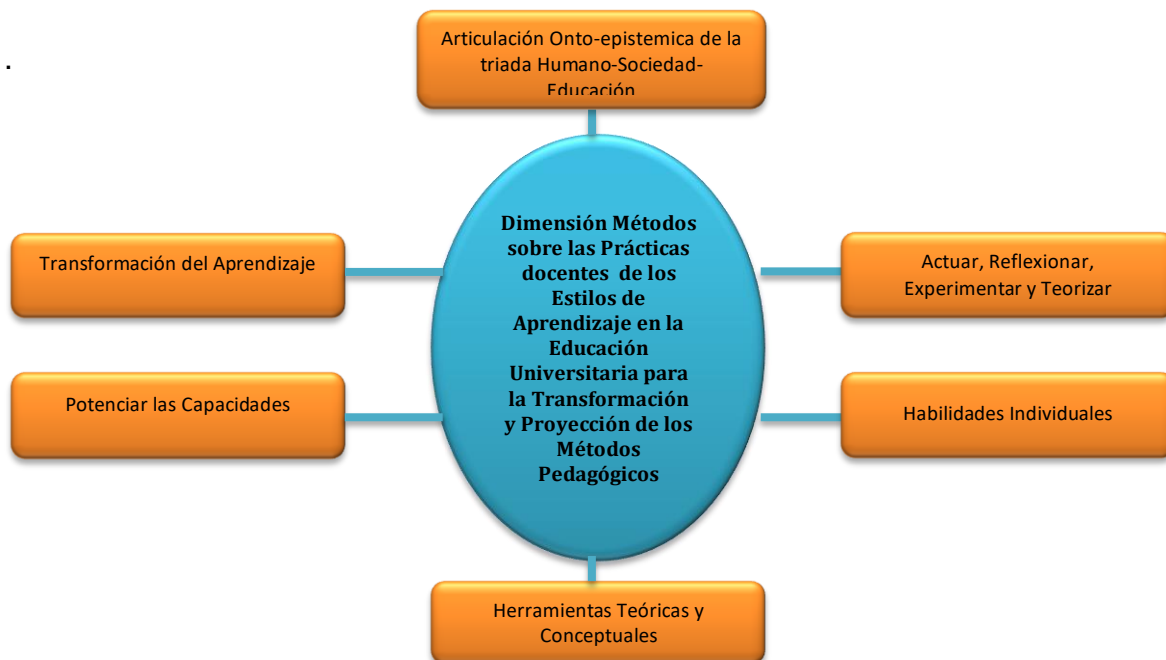 Articulación Onto-epistemica de la
triada Humano-Sociedad-
Educación
.
Dimensión Métodos
sobre las Prácticas
docentes de los
Estilos de
Aprendizaje en la
Educación
Universitaria para
la Transformación
y Proyección de los
Métodos
Pedagógicos
Transformación del Aprendizaje
Actuar, Reflexionar,
Experimentar y Teorizar
Potenciar las Capacidades
Habilidades Individuales
Herramientas Teóricas y
Conceptuales